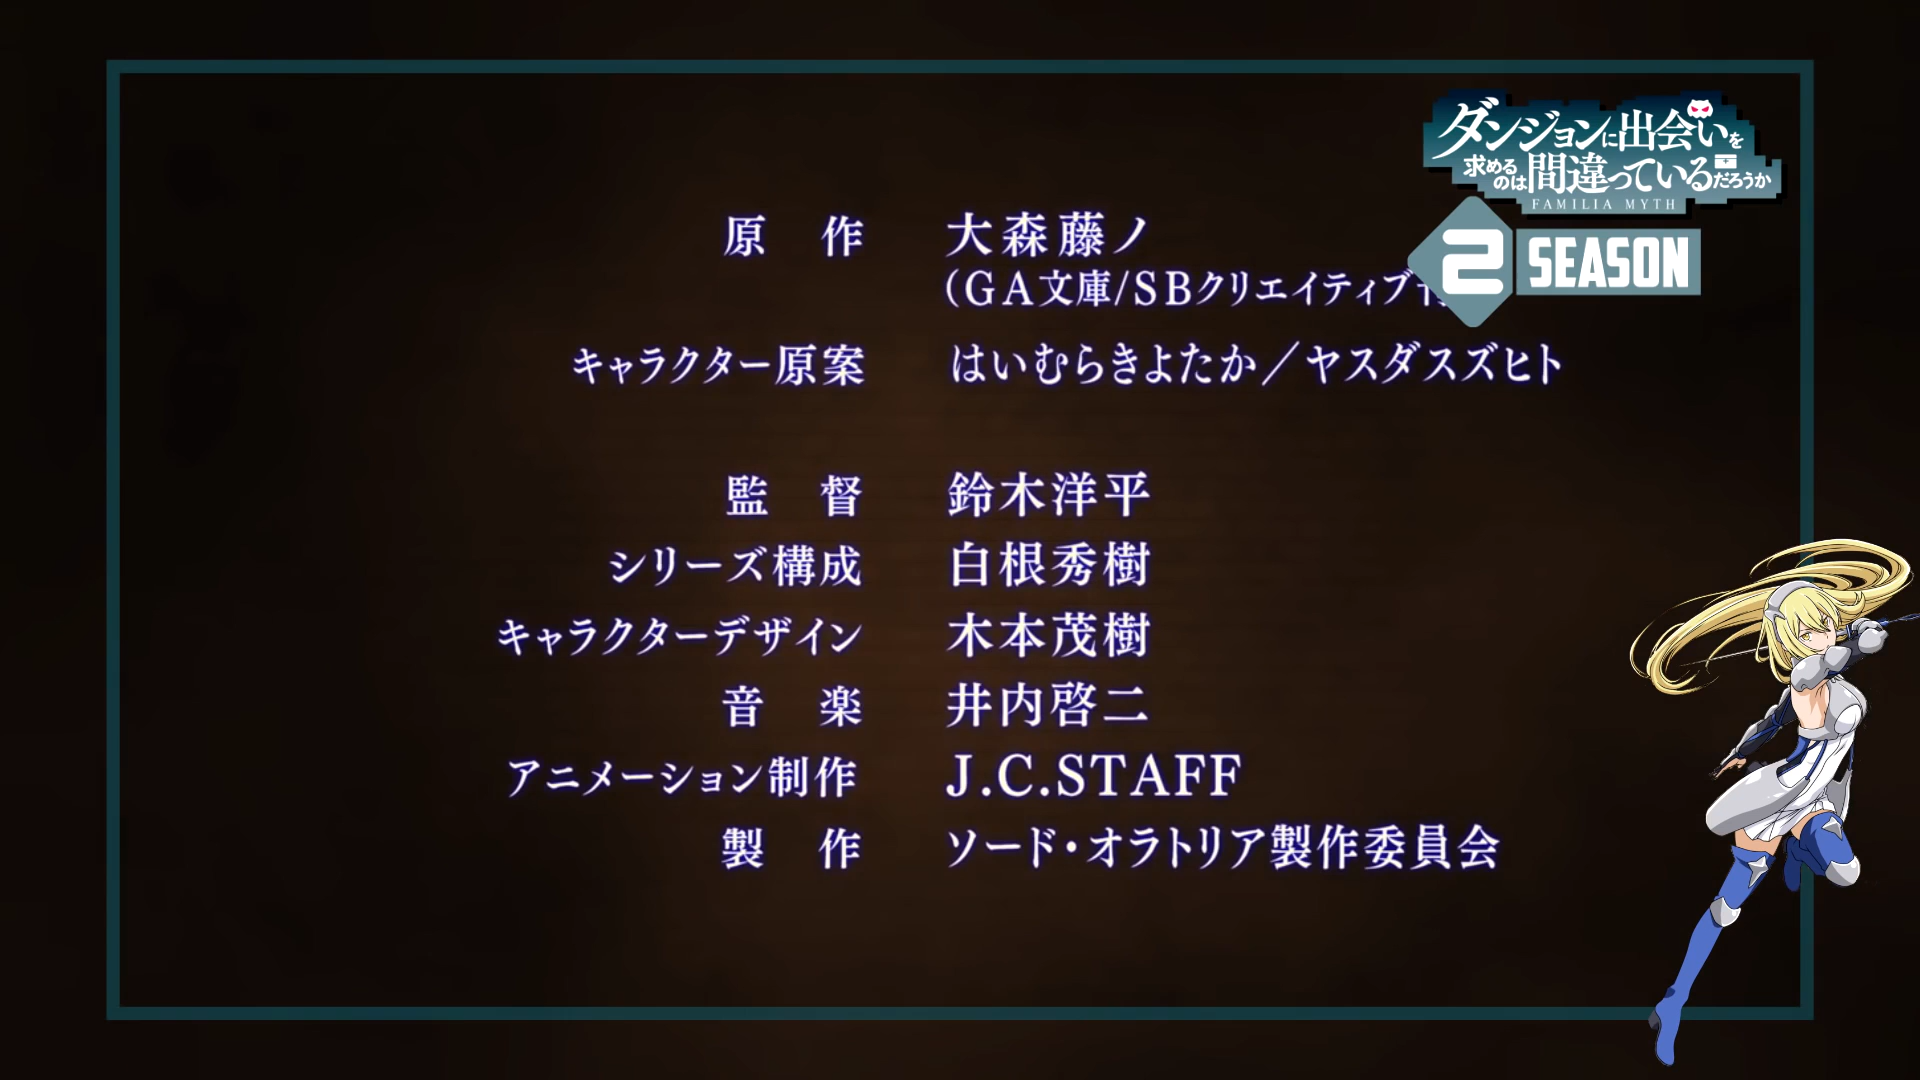 ダンジョンに出会いを
求めるのは間違っているだろうか
FAMILIA MYTH
2 SEASON
原　作　大森藤ノ
(GA文庫/SBクリエイティブ
キャラクター原案　はいむらきよたか／ヤスダスズヒト
監　督　鈴木洋平
シリーズ構成　白根秀樹
キャラクターデザイン　木本茂樹
音　楽　井内啓二
アニメーション制作　J.C.STAFF
製　作　ソード・オラトリア製作委員会